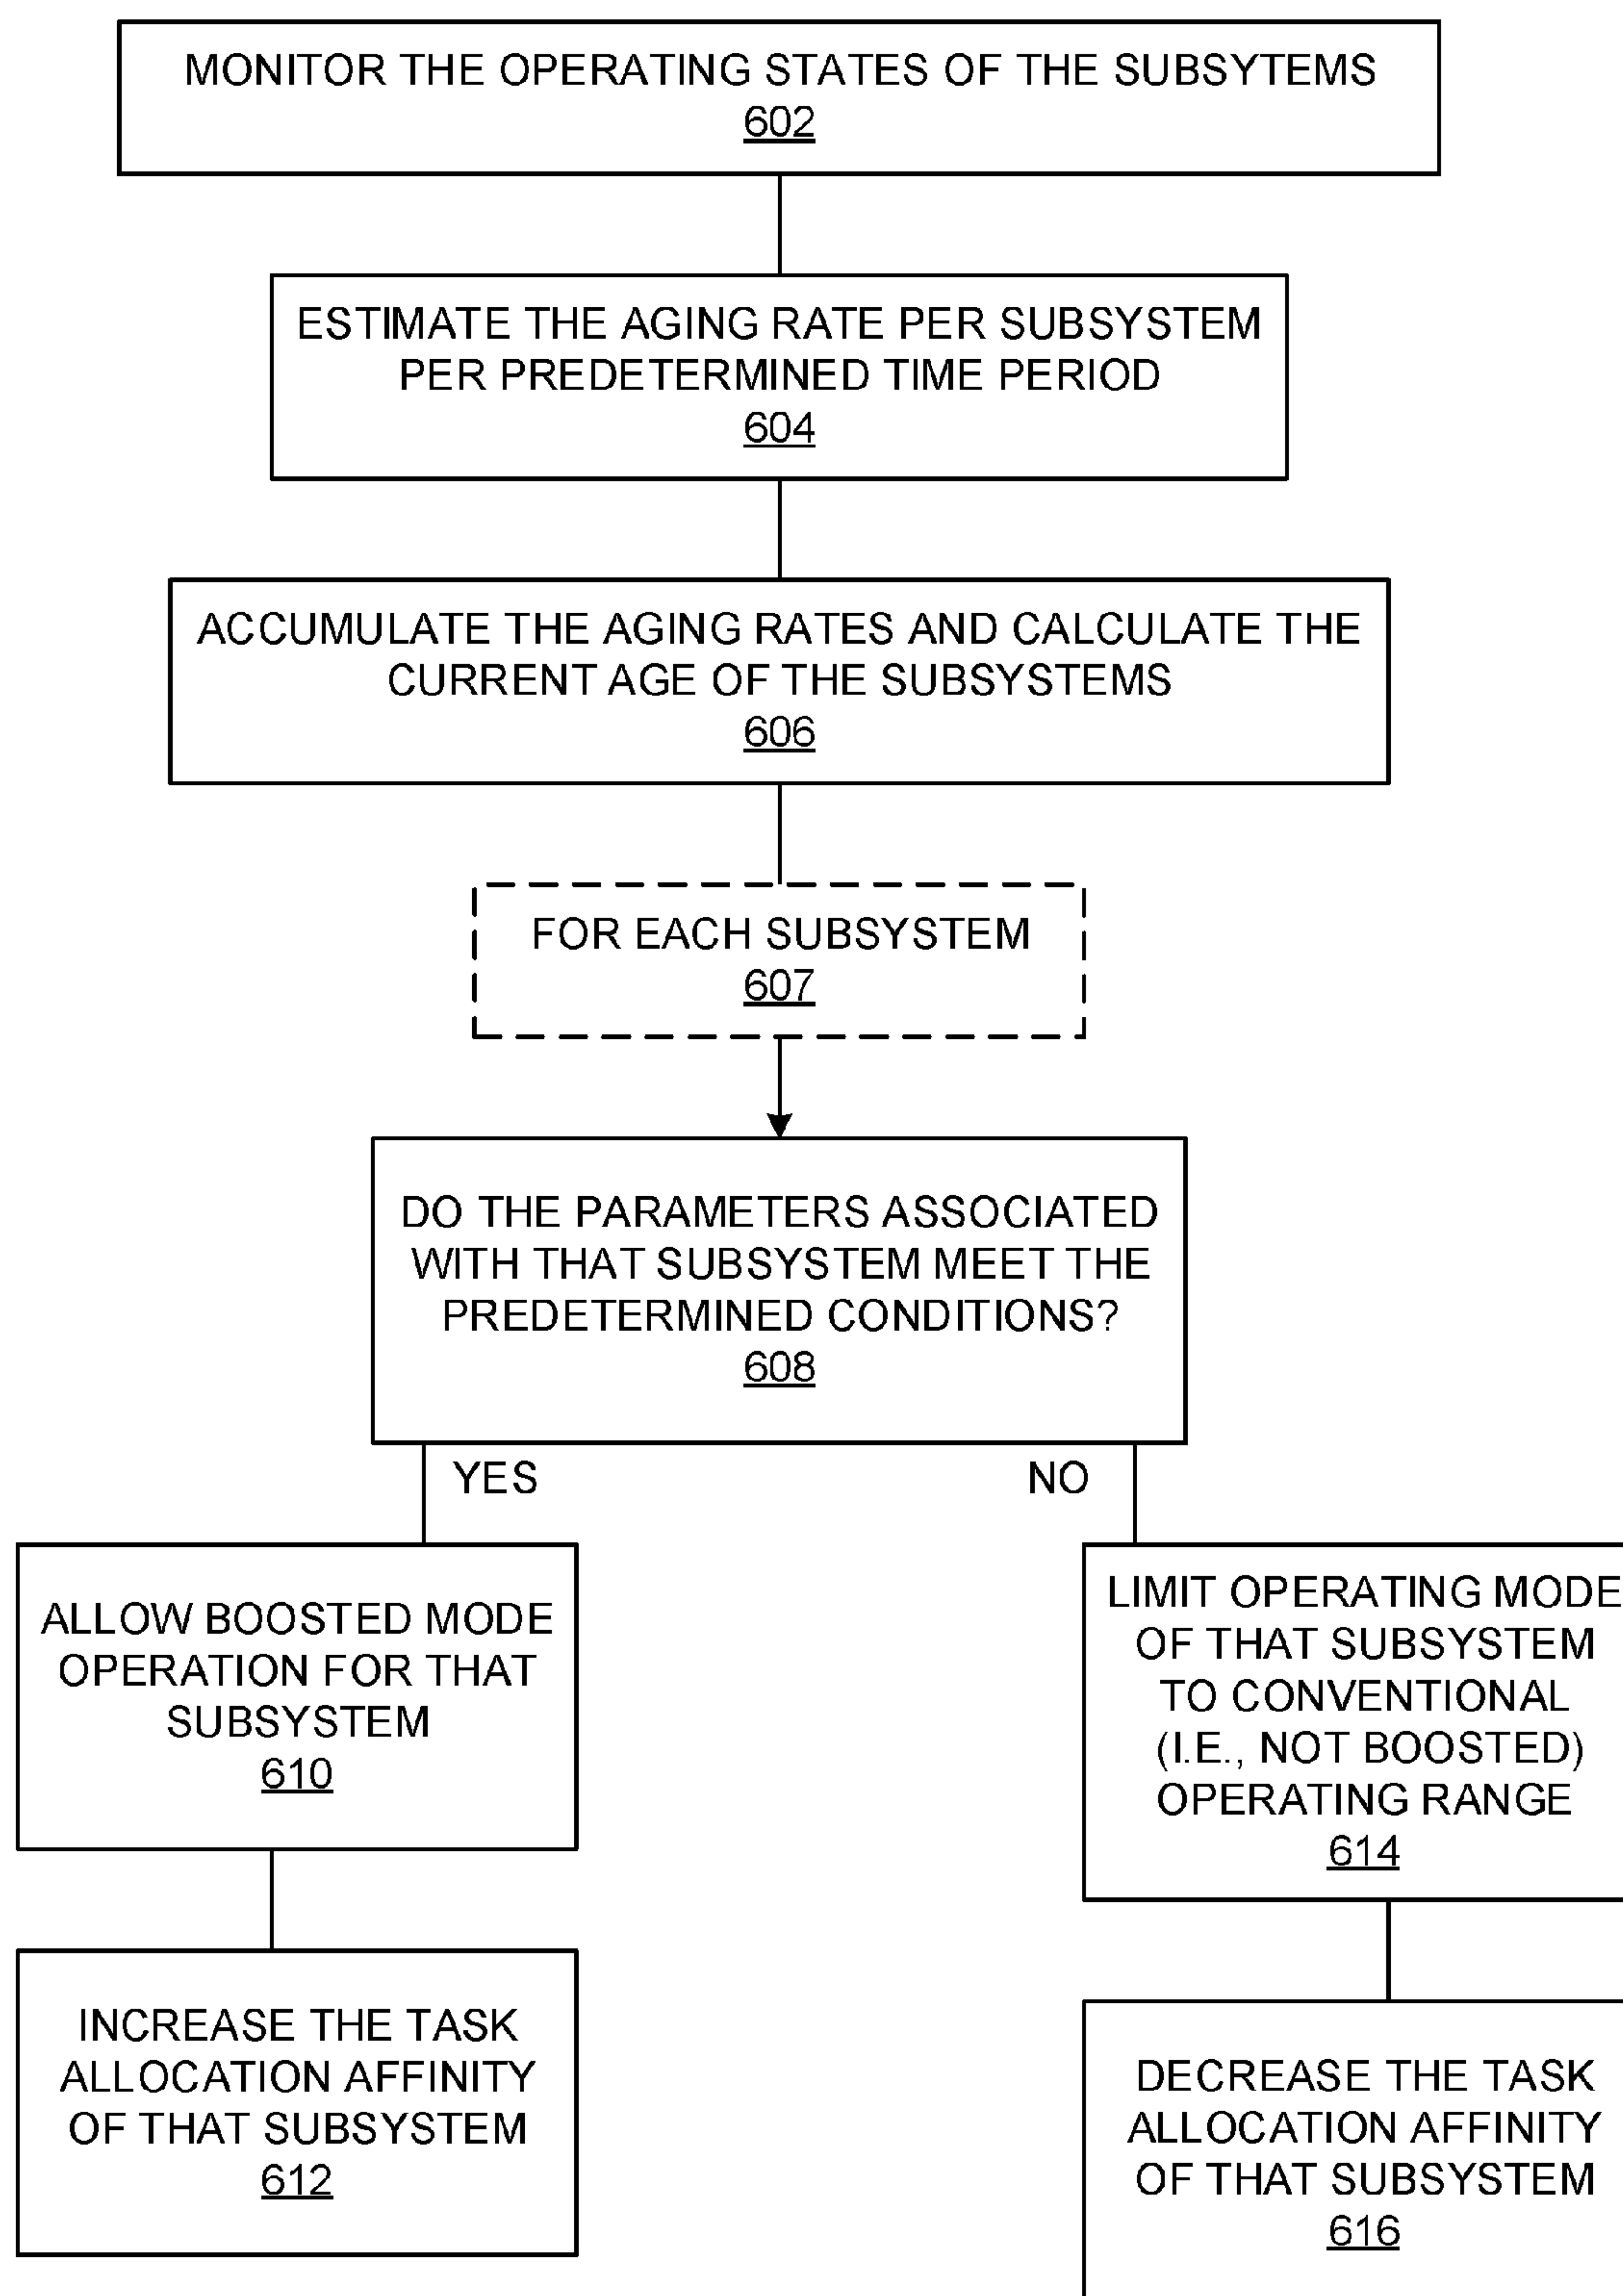 MONITOR THE OPERATING STATES OF THE SUBSYTEMS
602
ESTIMATE THE AGING RATE PER SUBSYSTEM
PER PREDETERMINED TIME PERIOD
604
ACCUMULATE THE AGING RATES AND CALCULATE THE
CURRENT AGE OF THE SUBSYSTEMS
606
FOR EACH SUBSYSTEM
607
DO THE PARAMETERS ASSOCIATED
WITH THAT SUBSYSTEM MEET THE
PREDETERMINED CONDITIONS?
608
YES
NO
ALLOW BOOSTED MODE
OPERATION FOR THAT
SUBSYSTEM
610
LIMIT OPERATING MODE
OF THAT SUBSYSTEM
TO CONVENTIONAL
(I.E., NOT BOOSTED)
OPERATING RANGE
614
INCREASE THE TASK
ALLOCATION AFFINITY
OF THAT SUBSYSTEM
612
DECREASE THE TASK
ALLOCATION AFFINITY
OF THAT SUBSYSTEM
616